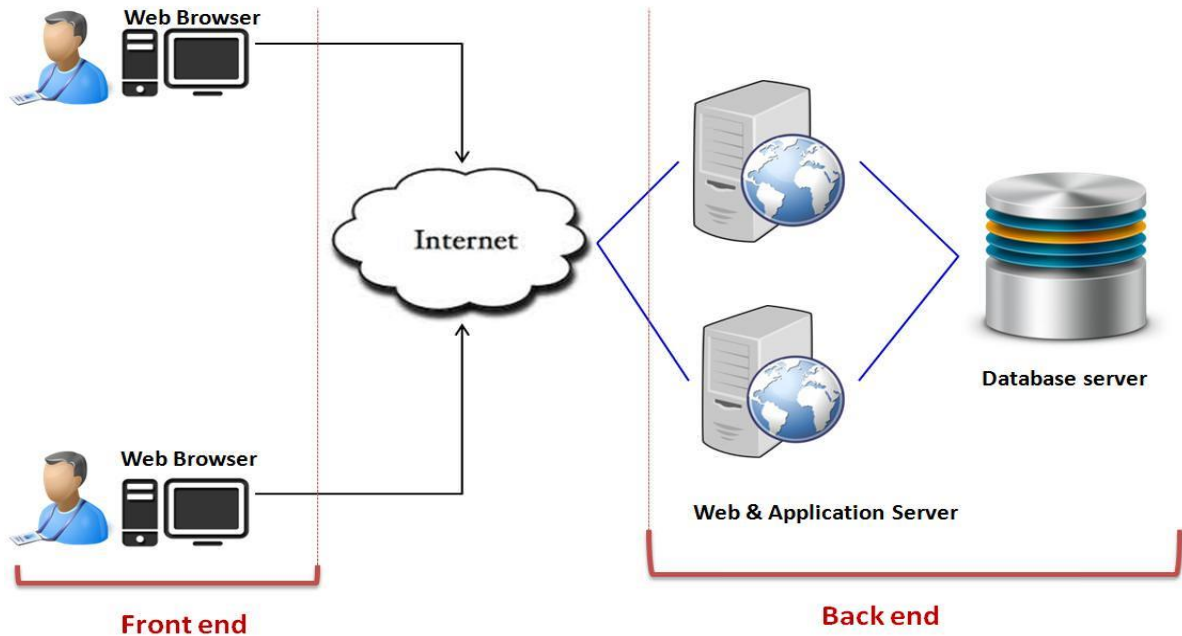 Web Browser
Internet
Database server
Web Browser
Web & Application Server
Front end
Back end